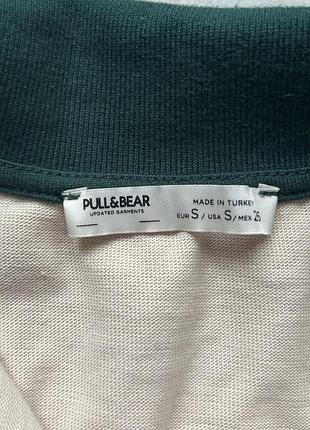 PULL&BEAR
UPDATED GARMENTS
MADE IN TURKEY
EUR S / USA S / MEX 26